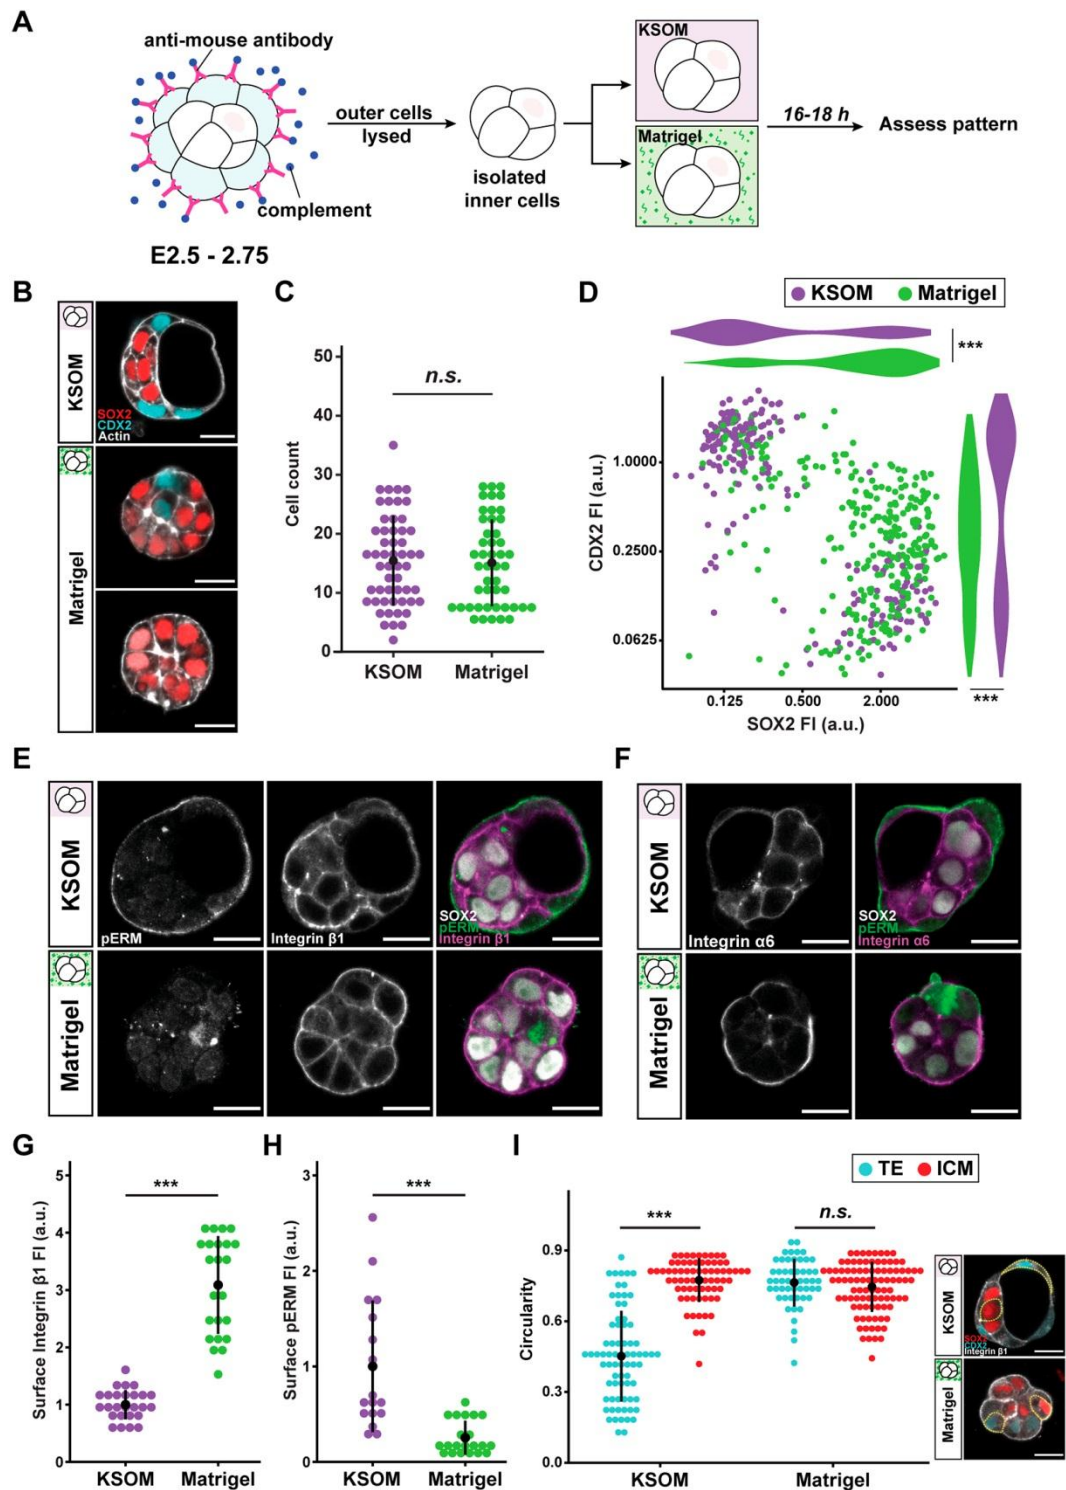 A
anti-mouse antibody
outer cells
lysed
isolated
inner cells
complement
E2.5 - 2.75
KSOM
Matrigel
16-18 h
Assess pattern
B
KSOM
SOX2
CDX2
Actin
Matrigel
C
n.s.
Cell count
50
40
30
20
10
0
KSOM
Matrigel
D
KSOM
Matrigel
***
CDX2 FI (a.u.)
1.0000
0.2500
0.0625
0.125
0.500
2.000
SOX2 FI (a.u.)
***
E
KSOM
pERM
Integrin β1
SOX2
pERM
Integrin β1
Matrigel
F
KSOM
Integrin α6
SOX2
pERM
Integrin α6
Matrigel
G
Surface Integrin β1 FI (a.u.)
5
4
3
2
1
0
***
KSOM
Matrigel
H
Surface pERM FI (a.u.)
3
2
1
0
***
KSOM
Matrigel
I
TE
ICM
Circularity
0.9
0.6
0.3
0.0
***
n.s.
KSOM
Matrigel
KSOM
SOX2
CDX2
Integrin β1
Matrigel